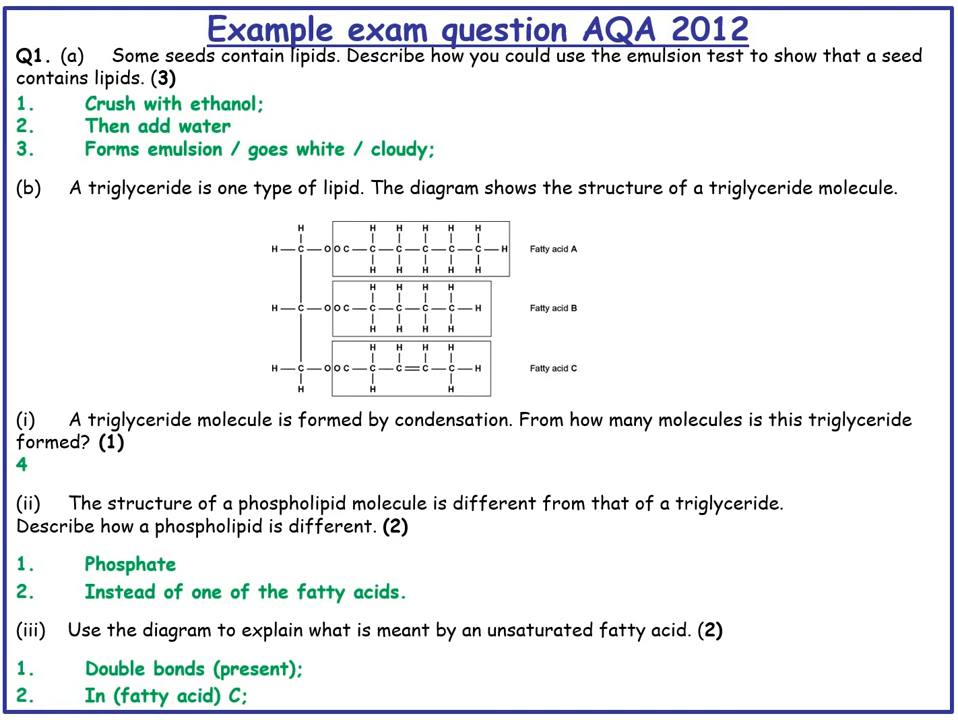 Example exam question AQA 2012
Q1. (a) Some seeds contain lipids. Describe how you could use the emulsion test to show that a seed
contains lipids. (3)
1. Crush with ethanol;
2. Then add water
3. Forms emulsion / goes white / cloudy;
(b) A triglyceride is one type of lipid. The diagram shows the structure of a triglyceride molecule.
H H H H H H
H — C — O O C — C — C — C — C — C — H Fatty acid A
H H H H H
H H H H
H — C — O O C — C — C — C — C — H Fatty acid B
H H H H
H H H H
H — C — O O C — C — C = C — C — H Fatty acid C
H H H
(i) A triglyceride molecule is formed by condensation. From how many molecules is this triglyceride
formed? (1)
4
(ii) The structure of a phospholipid molecule is different from that of a triglyceride.
Describe how a phospholipid is different. (2)
1. Phosphate
2. Instead of one of the fatty acids.
(iii) Use the diagram to explain what is meant by an unsaturated fatty acid. (2)
1. Double bonds (present);
2. In (fatty acid) C;